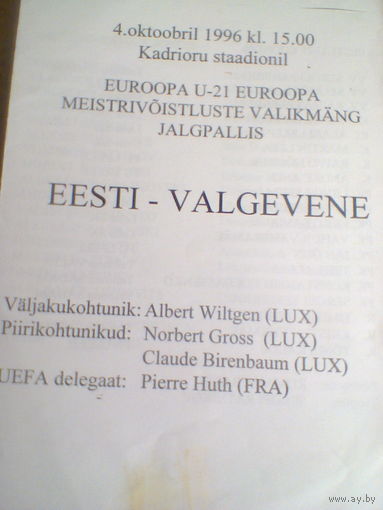 4.oktoobril 1996 kl. 15.00
Kadrioru staadionil
EUROOPA U-21 EUROOPA
MEISTRIVÕISTLUSTE VALIKMÄNG
JALGPALLIS
EESTI - VALGEVENE
Väljakukohtunik: Albert Wiltgen (LUX)
Piirikohtunikud: Norbert Gross (LUX)
Claude Birenbaum (LUX)
UEFA delegaat: Pierre Huth (FRA)
www.ay.by